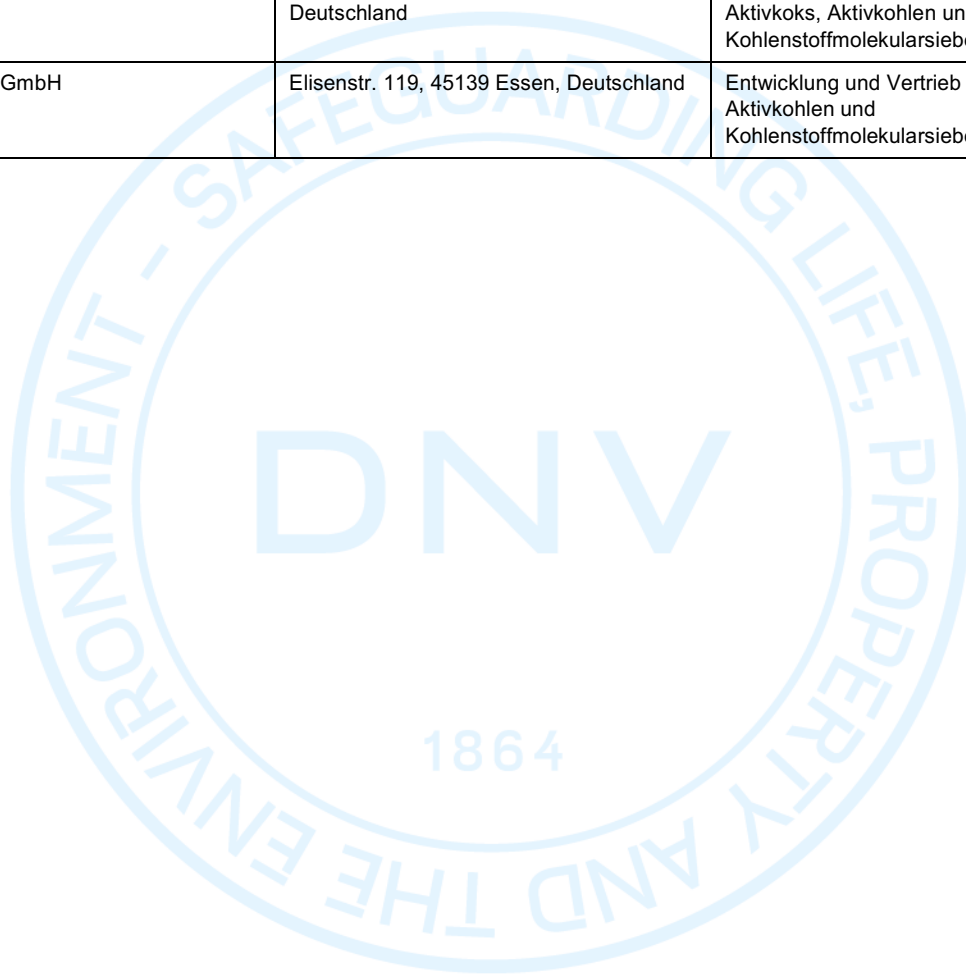 Deutschland
Aktivkoks, Aktivkohlen un
Kohlenstoffmolekularsieb
GmbH
Elisenstr. 119, 45139 Essen, Deutschland
Entwicklung und Vertrieb
Aktivkohlen und
Kohlenstoffmolekularsieb
SAFEGUARDING LIFE, PROPERTY AND THE ENVIRONMENT -
DNV
1864